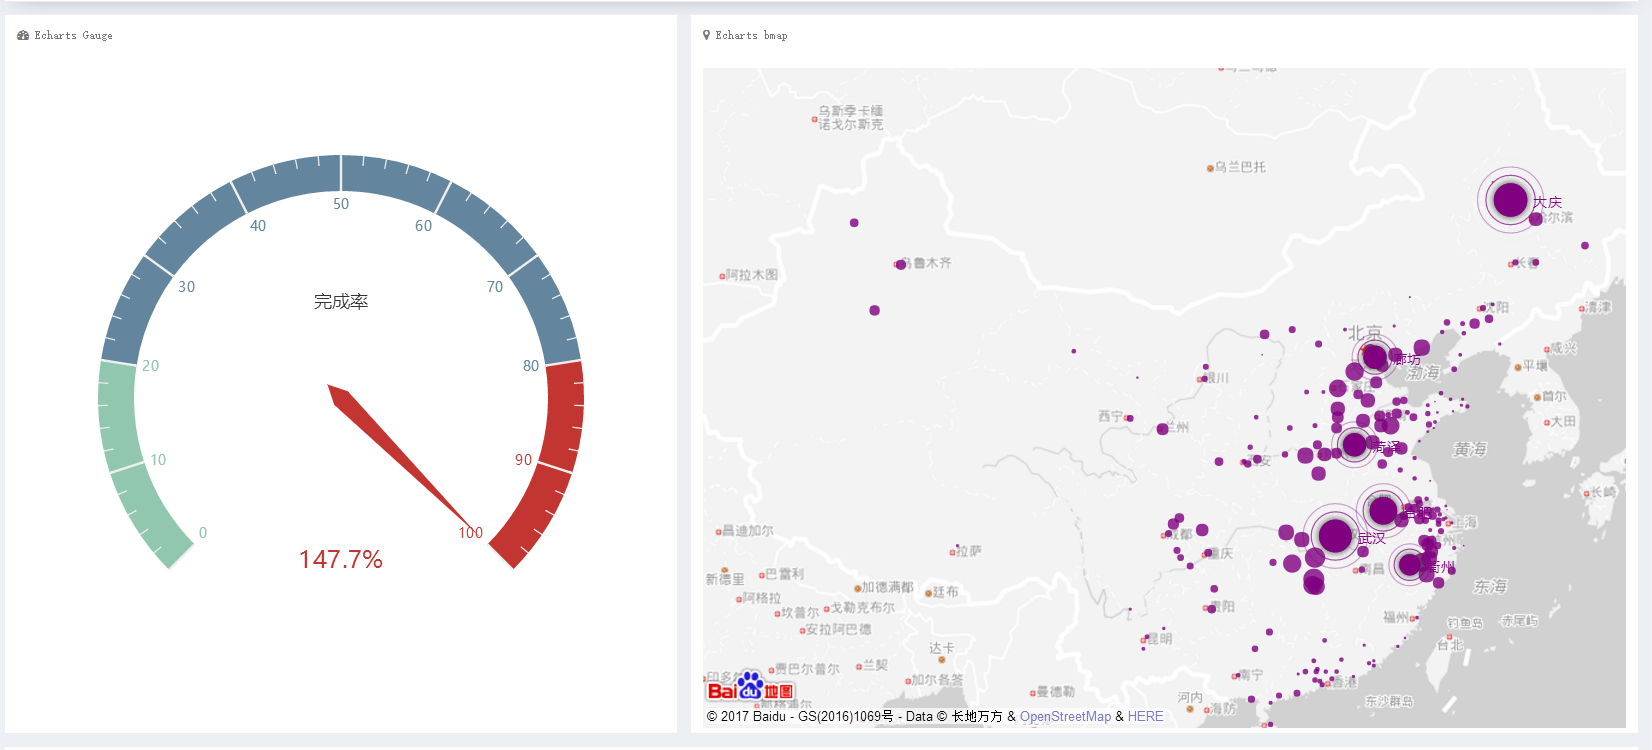 Echarts Gauge
50
40
60
30
70
完成率
20
80
10
90
0
100
147.7%
Echarts bmap
乌斯季卡缅
诺戈尔斯克
乌兰巴托
大庆
哈尔滨
乌鲁木齐
长春
阿拉木图
沈阳
清津
北京
咸兴
廊坊
渤海
平壤
银川
首尔
西宁
兰州
大田
菏泽
黄海
西安
长崎
合肥
上海
昌迪加尔
成都
武汉
杭州
拉萨
重庆
衢州
南昌
新德里
巴雷利
加德满都
廷布
东海
阿格拉
戈勒克布尔
坎普尔
贵阳
福州
钓鱼岛
赤尾屿
安拉阿巴德
昆明
台北
达卡
兰契
贾巴尔普尔
南宁
加尔各答
香港
曼德勒
河内
东沙群岛
海防
Bai du 地图
© 2017 Baidu - GS(2016)1069号 - Data © 长地万方 & OpenStreetMap & HERE